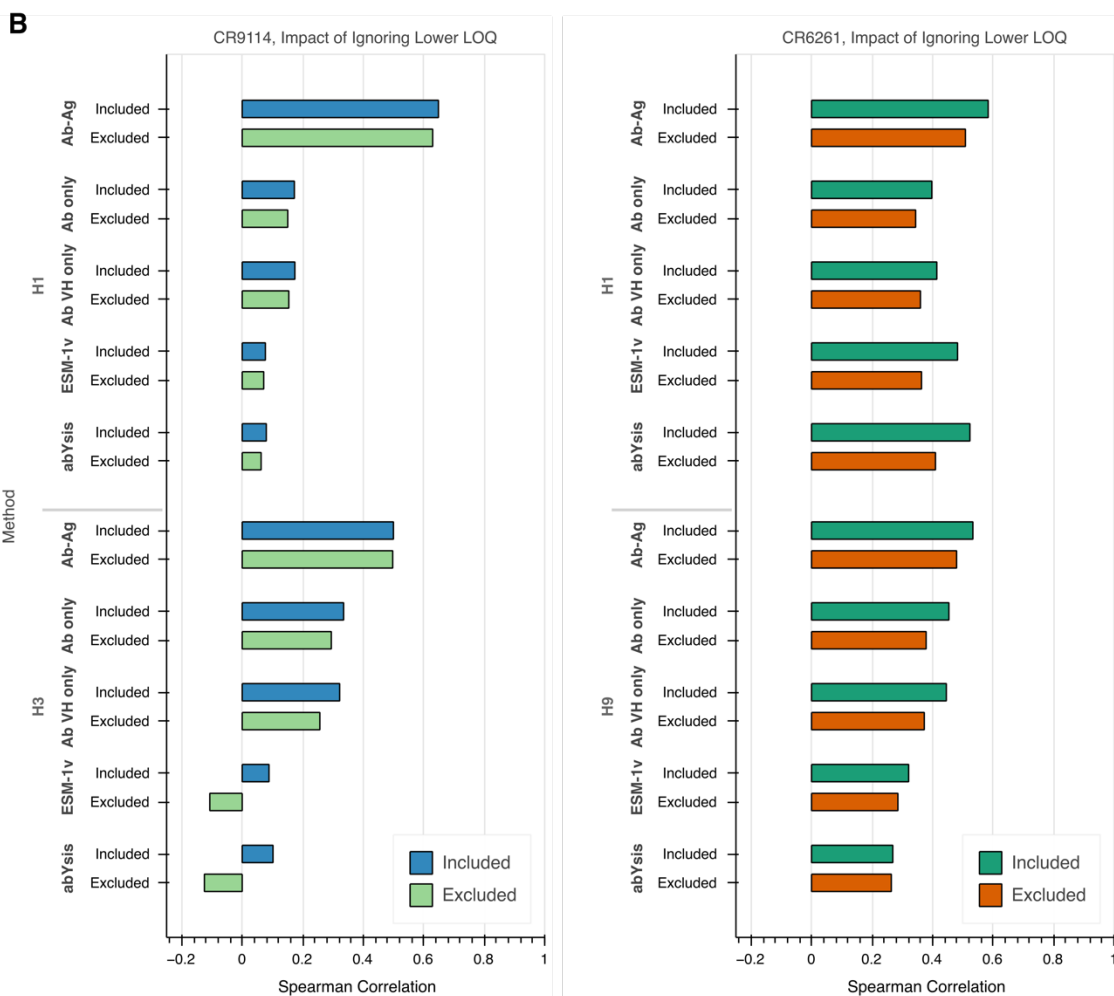 B
CR9114, Impact of Ignoring Lower LOQ
Method
H1
Ab-Ag
Included
Excluded
Ab only
Included
Excluded
Ab VH only
Included
Excluded
ESM-1v
Included
Excluded
abYsis
Included
Excluded
H3
Ab-Ag
Included
Excluded
Ab only
Included
Excluded
Ab VH only
Included
Excluded
ESM-1v
Included
Excluded
abYsis
Included
Excluded
Included
Excluded
−0.2 0 0.2 0.4 0.6 0.8 1
Spearman Correlation
CR6261, Impact of Ignoring Lower LOQ
H1
Ab-Ag
Included
Excluded
Ab only
Included
Excluded
Ab VH only
Included
Excluded
ESM-1v
Included
Excluded
abYsis
Included
Excluded
H9
Ab-Ag
Included
Excluded
Ab only
Included
Excluded
Ab VH only
Included
Excluded
ESM-1v
Included
Excluded
abYsis
Included
Excluded
Included
Excluded
−0.2 0 0.2 0.4 0.6 0.8 1
Spearman Correlation